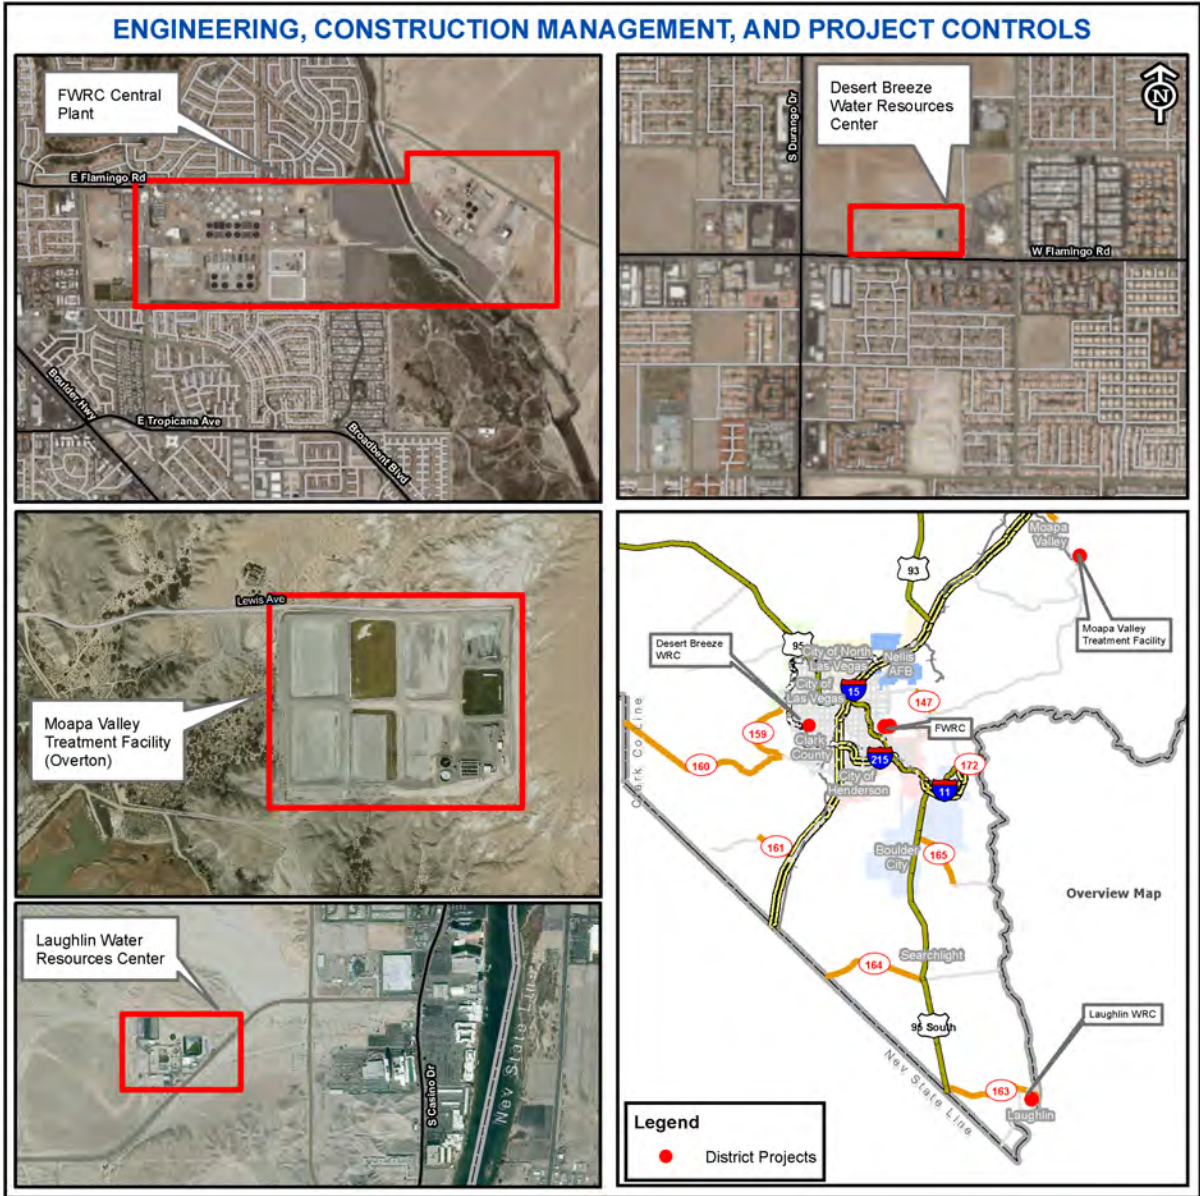 ENGINEERING, CONSTRUCTION MANAGEMENT, AND PROJECT CONTROLS
FWRC Central
Plant
E Flamingo Rd
Boulder Hwy
E Tropicana Ave
Broadbent Blvd
Desert Breeze
Water Resources
Center
S Durango Dr
N
W Flamingo Rd
Lewis Ave
Moapa Valley
Treatment Facility
(Overton)
Laughlin Water
Resources Center
S Casino Dr
Nev State Line
Moapa
Valley
93
Moapa Valley
Treatment Facility
Desert Breeze
WRC
95
City of North
Las Vegas
Nellis
AFB
City of
Las Vegas
15
147
FWRC
159
Clark
County
160
215
172
City of
Henderson
11
Clark Co Line
161
Boulder
City
165
Overview Map
Searchlight
164
95 South
Laughlin WRC
Nev State Line
163
Laughlin
Legend
District Projects